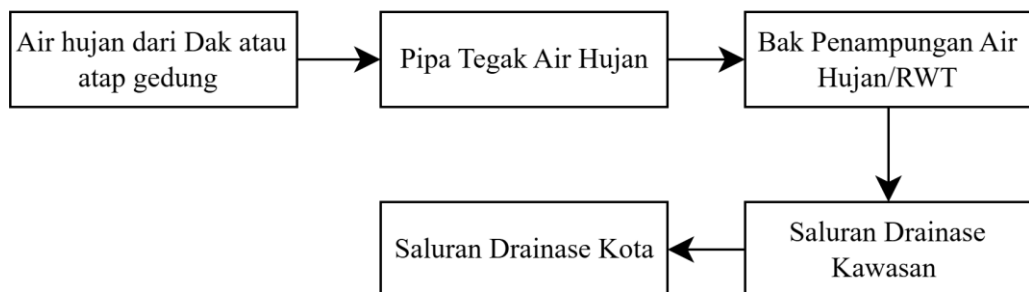 Air hujan dari Dak atau
atap gedung
Pipa Tegak Air Hujan
Bak Penampungan Air
Hujan/RWT
Saluran Drainase
Kawasan
Saluran Drainase Kota